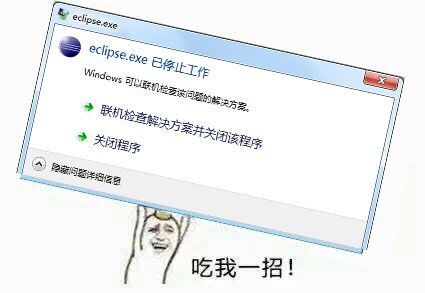 eclipse.exe
eclipse.exe 已停止工作
Windows 可以联机检查该问题的解决方案。
联机检查解决方案并关闭该程序
关闭程序
隐藏问题详细信息
吃我一招！